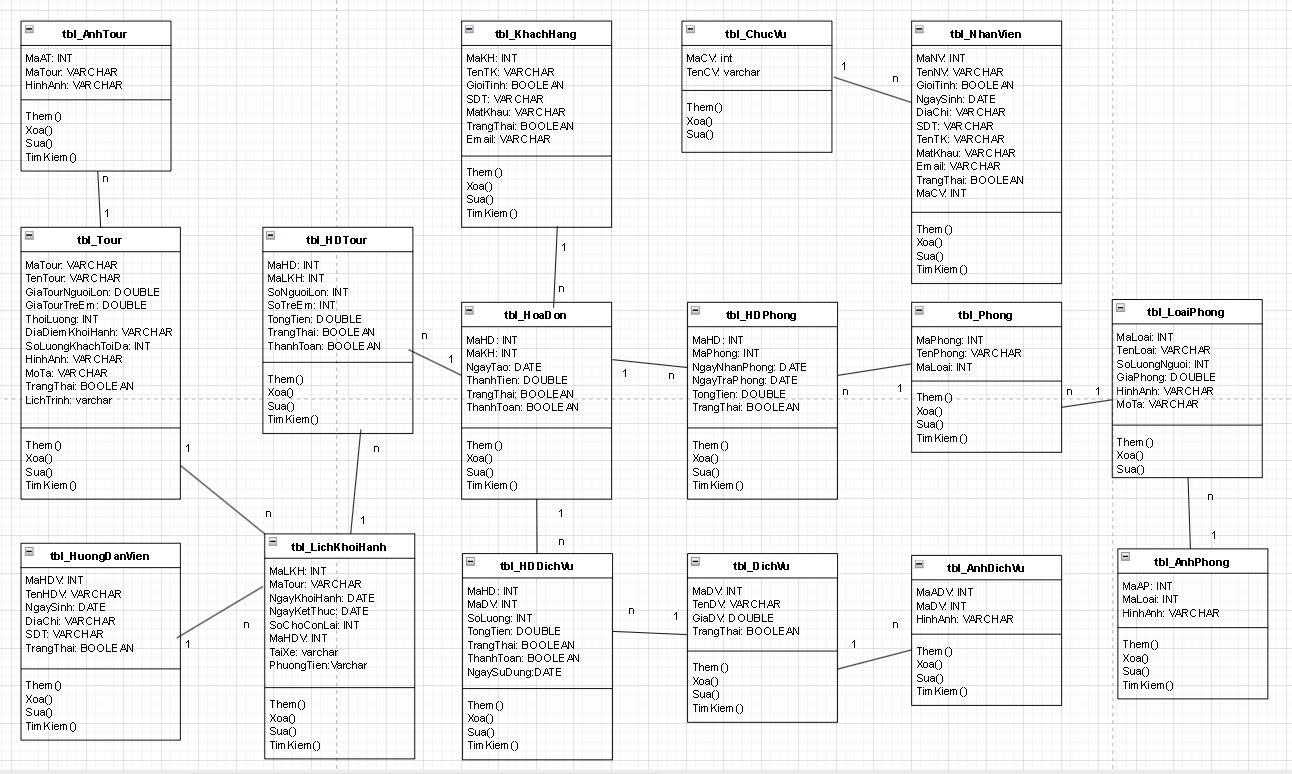 tbl_AnhTour
MaAT: INT
MaTour: VARCHAR
HinhAnh: VARCHAR
Them()
Xoa()
Sua()
TimKiem()
n
1
tbl_KhachHang
MaKH: INT
TenTK: VARCHAR
GioiTinh: BOOLEAN
SDT: VARCHAR
MatKhau: VARCHAR
TrangThai: BOOLEAN
Email: VARCHAR
Them()
Xoa()
Sua()
TimKiem()
1
n
tbl_ChucVu
MaCV: int
TenCV: varchar
Them()
Xoa()
Sua()
1
n
tbl_NhanVien
MaNV: INT
TenNV: VARCHAR
GioiTinh: BOOLEAN
NgaySinh: DATE
DiaChi: VARCHAR
SDT: VARCHAR
TenTK: VARCHAR
MatKhau: VARCHAR
Email: VARCHAR
TrangThai: BOOLEAN
MaCV: INT
Them()
Xoa()
Sua()
TimKiem()
tbl_Tour
MaTour: VARCHAR
TenTour: VARCHAR
GiaTourNguoiLon: DOUBLE
GiaTourTreEm: DOUBLE
ThoiLuong: INT
DiaDiemKhoiHanh: VARCHAR
SoLuongKhachToiDa: INT
HinhAnh: VARCHAR
MoTa: VARCHAR
TrangThai: BOOLEAN
LichTrinh: varchar
Them()
Xoa()
Sua()
TimKiem()
1
n
tbl_HDTour
MaHD: INT
MaLKH: INT
SoNguoiLon: INT
SoTreEm: INT
TongTien: DOUBLE
TrangThai: BOOLEAN
ThanhToan: BOOLEAN
Them()
Xoa()
Sua()
TimKiem()
n
1
n
1
tbl_HoaDon
MaHD: INT
MaKH: INT
NgayTao: DATE
ThanhTien: DOUBLE
TrangThai: BOOLEAN
ThanhToan: BOOLEAN
Them()
Xoa()
Sua()
TimKiem()
1
n
1
n
tbl_HDPhong
MaHD: INT
MaPhong: INT
NgayNhanPhong: DATE
NgayTraPhong: DATE
TongTien: DOUBLE
TrangThai: BOOLEAN
Them()
Xoa()
Sua()
TimKiem()
n
1
tbl_Phong
MaPhong: INT
TenPhong: VARCHAR
MaLoai: INT
Them()
Xoa()
Sua()
TimKiem()
n
1
tbl_LoaiPhong
MaLoai: INT
TenLoai: VARCHAR
SoLuongNguoi: INT
GiaPhong: DOUBLE
HinhAnh: VARCHAR
MoTa: VARCHAR
Them()
Xoa()
Sua()
TimKiem()
n
1
tbl_HuongDanVien
MaHDV: INT
TenHDV: VARCHAR
NgaySinh: DATE
DiaChi: VARCHAR
SDT: VARCHAR
TrangThai: BOOLEAN
Them()
Xoa()
Sua()
TimKiem()
1
n
tbl_LichKhoiHanh
MaLKH: INT
MaTour: VARCHAR
NgayKhoiHanh: DATE
NgayKetThuc: DATE
SoChoConLai: INT
MaHDV: INT
TaiXe: varchar
PhuongTien:Varchar
Them()
Xoa()
Sua()
TimKiem()
tbl_HDDichVu
MaHD: INT
MaDV: INT
SoLuong: INT
TongTien: DOUBLE
TrangThai: BOOLEAN
ThanhToan: BOOLEAN
NgaySuDung:DATE
Them()
Xoa()
Sua()
TimKiem()
n
1
tbl_DichVu
MaDV: INT
TenDV: VARCHAR
GiaDV: DOUBLE
TrangThai: BOOLEAN
Them()
Xoa()
Sua()
TimKiem()
1
n
tbl_AnhDichVu
MaADV: INT
MaDV: INT
HinhAnh: VARCHAR
Them()
Xoa()
Sua()
TimKiem()
tbl_AnhPhong
MaAP: INT
MaLoai: INT
HinhAnh: VARCHAR
Them()
Xoa()
Sua()
TimKiem()